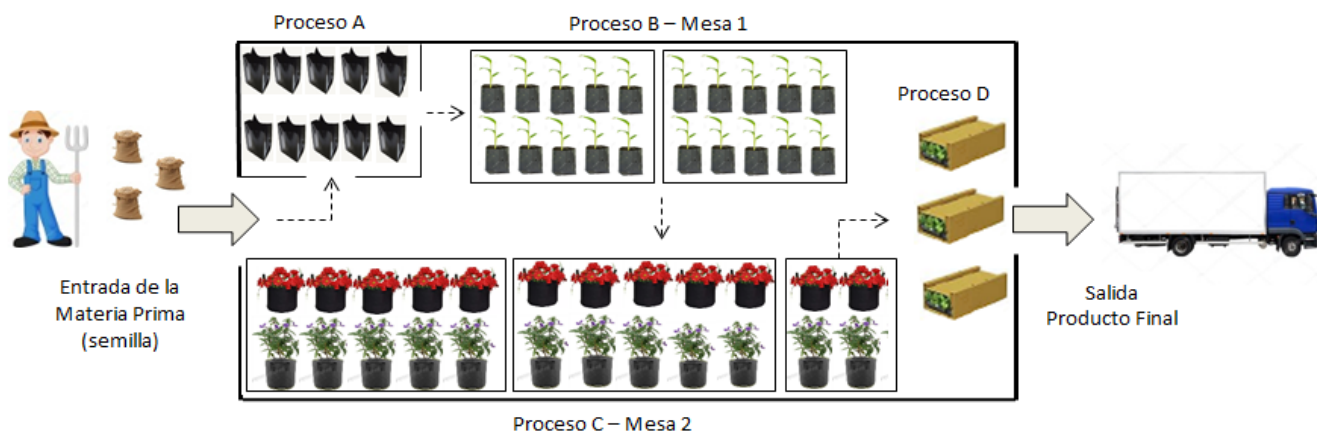 Proceso A
Proceso B – Mesa 1
Proceso D
Entrada de la
Materia Prima
(semilla)
Salida
Producto Final
Proceso C – Mesa 2